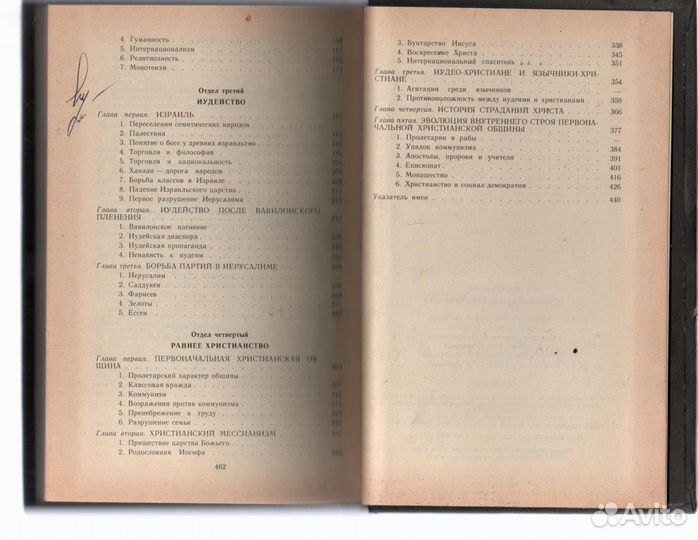 4. Гуманность
5. Интернационализм
6. Религиозность
7. Монотеизм
Отдел третий
ИУДЕЙСТВО
Глава первая. ИЗРАИЛЬ
1. Переселения семитических народов
2. Палестина
3. Понятие о боге у древних израильтян
4. Торговля и философия
5. Торговля и национальность
6. Ханаан — дорога народов
7. Борьба классов в Израиле
8. Падение Израильского царства
9. Первое разрушение Иерусалима
Глава вторая. ИУДЕЙСТВО ПОСЛЕ ВАВИЛОНСКОГО
ПЛЕНЕНИЯ
1. Вавилонское пленение
2. Иудейская диаспора
3. Иудейская пропаганда
4. Ненависть к иудеям
Глава третья. БОРЬБА ПАРТИЙ В ИЕРУСАЛИМЕ
1. Иерусалим
2. Саддукеи
3. Фарисеи
4. Зелоты
5. Ессеи
Отдел четвертый
РАННЕЕ ХРИСТИАНСТВО
Глава первая. ПЕРВОНАЧАЛЬНАЯ ХРИСТИАНСКАЯ ОБ
ЩИНА
1. Пролетарский характер общины
2. Классовая вражда
3. Коммунизм
4. Возражения против коммунизма
5. Пренебрежение к труду
6. Разрушение семьи
Глава вторая. ХРИСТИАНСКИЙ МЕССИАНИЗМ
1. Пришествие царства Божьего
2. Родословная Иосифа
462
3. Бунтарство Иисуса 338
4. Воскресение Христа 345
5. Интернациональный спаситель 351
Глава третья. ИУДЕО-ХРИСТИАНЕ И ЯЗЫЧНИКИ-ХРИ-
СТИАНЕ 354
1. Агитация среди язычников —
2. Противоположность между иудеями и христианами 359
Глава четвертая. ИСТОРИЯ СТРАДАНИЙ ХРИСТА 366
Глава пятая. ЭВОЛЮЦИЯ ВНУТРЕННЕГО СТРОЯ ПЕРВОНА-
ЧАЛЬНОЙ ХРИСТИАНСКОЙ ОБЩИНЫ 377
1. Пролетарии и рабы —
2. Упадок коммунизма 384
3. Апостолы, пророки и учителя 391
4. Епископат 401
5. Монашество 416
6. Христианство и социал-демократия 426
Указатель имен 440
Avito